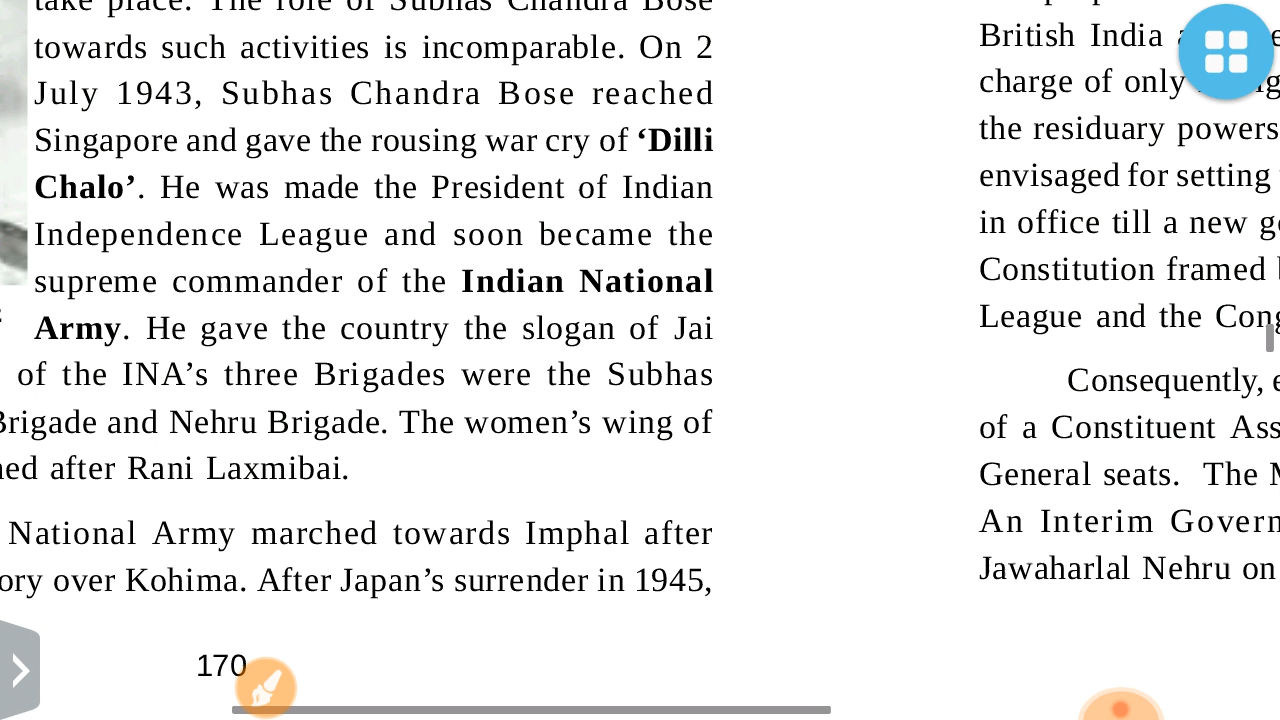 take place. The role of Subhas Chandra Bose
towards such activities is incomparable. On 2
July 1943, Subhas Chandra Bose reached
Singapore and gave the rousing war cry of ‘Dilli
Chalo’. He was made the President of Indian
Independence League and soon became the
supreme commander of the Indian National
Army. He gave the country the slogan of Jai
of the INA’s three Brigades were the Subhas
Brigade and Nehru Brigade. The women’s wing of
after Rani Laxmibai.
National Army marched towards Imphal after
over Kohima. After Japan’s surrender in 1945,
170
British India
charge of only
the residuary powers
envisaged for setting
in office till a new
Constitution framed
League and the
Consequently,
of a Constituent
General seats. The
An Interim
Jawaharlal Nehru on